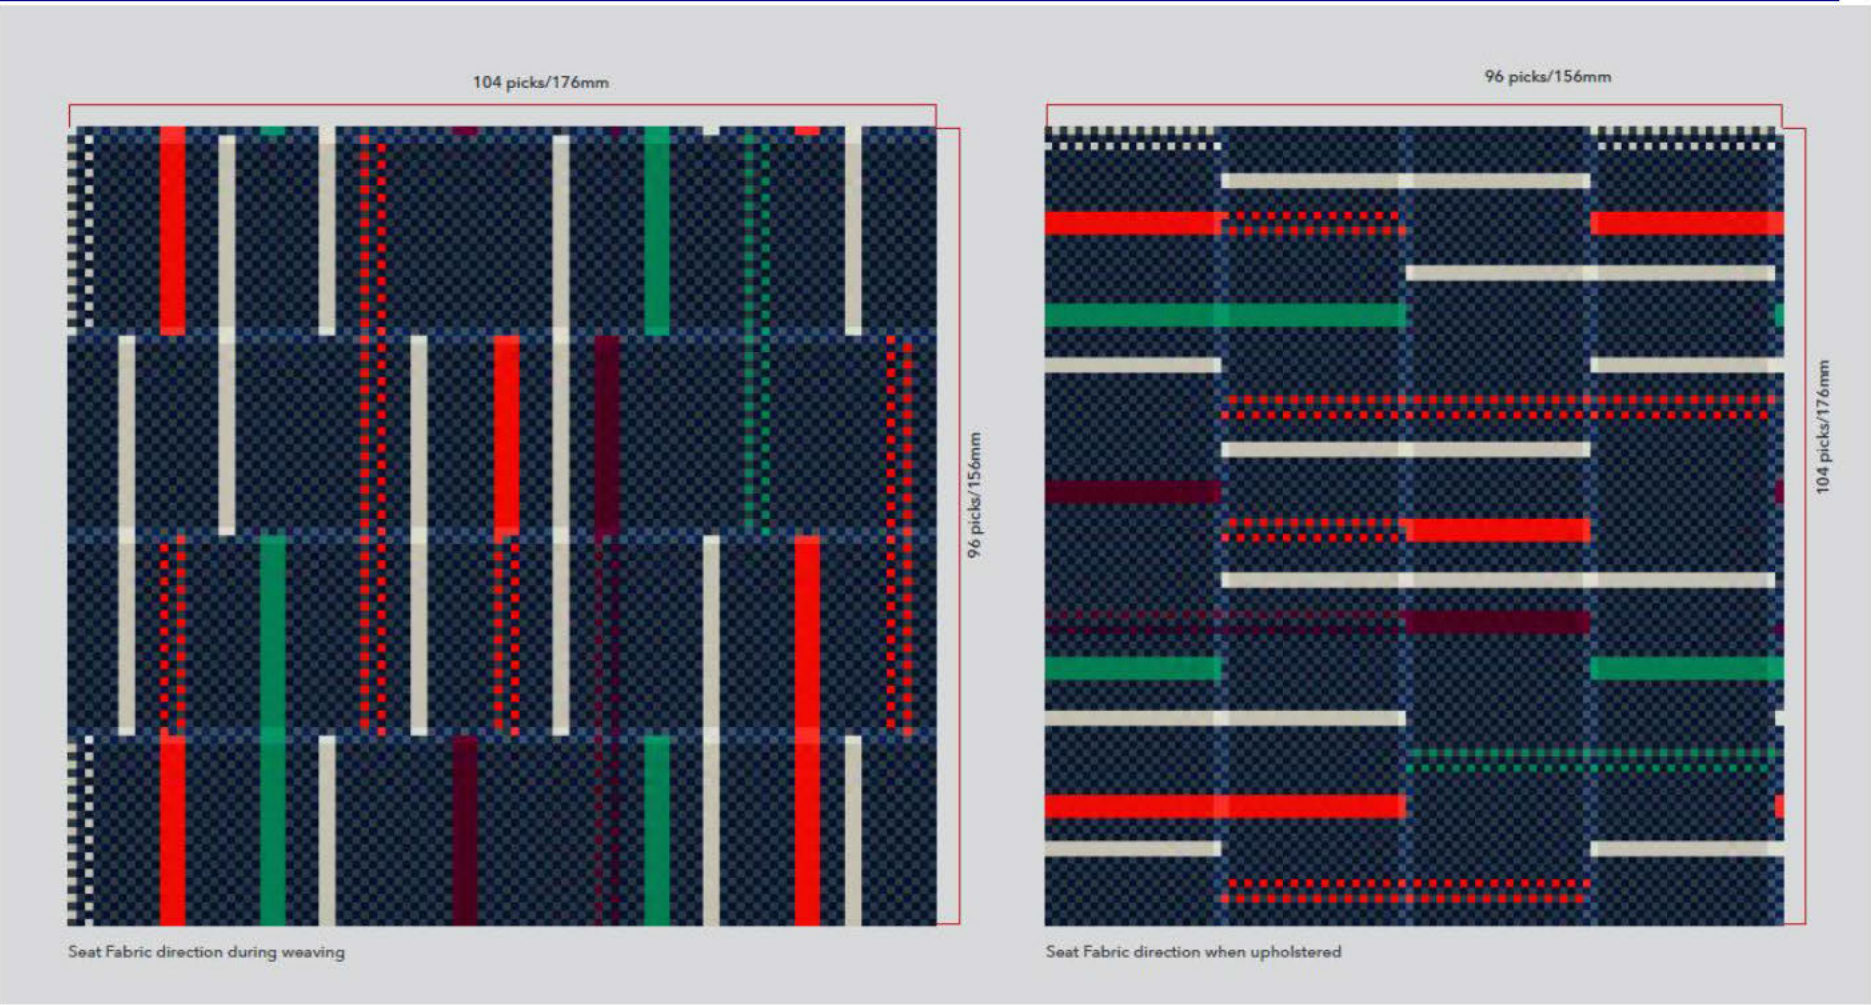 104 picks/176mm
96 picks/156mm
96 picks/156mm
104 picks/176mm
Seat Fabric direction during weaving
Seat Fabric direction when upholstered